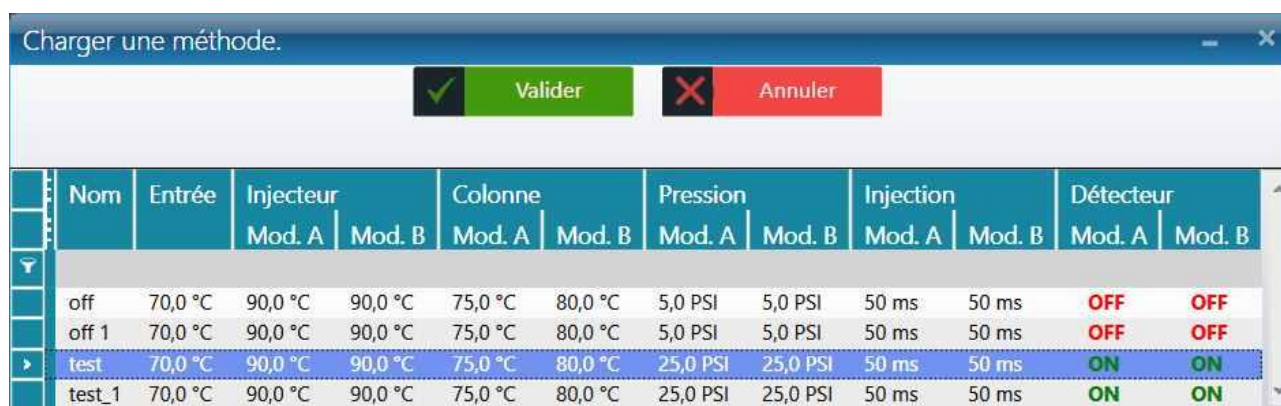 Charger une méthode.
Valider Annuler
Nom Entrée Injecteur Colonne Pression Injection Détecteur
Mod. A Mod. B Mod. A Mod. B Mod. A Mod. B Mod. A Mod. B Mod. A Mod. B
off 70,0 °C 90,0 °C 90,0 °C 75,0 °C 80,0 °C 5,0 PSI 5,0 PSI 50 ms 50 ms OFF OFF
off 1 70,0 °C 90,0 °C 90,0 °C 75,0 °C 80,0 °C 5,0 PSI 5,0 PSI 50 ms 50 ms OFF OFF
test 70,0 °C 90,0 °C 90,0 °C 75,0 °C 80,0 °C 25,0 PSI 25,0 PSI 50 ms 50 ms ON ON
test_1 70,0 °C 90,0 °C 90,0 °C 75,0 °C 80,0 °C 25,0 PSI 25,0 PSI 50 ms 50 ms ON ON